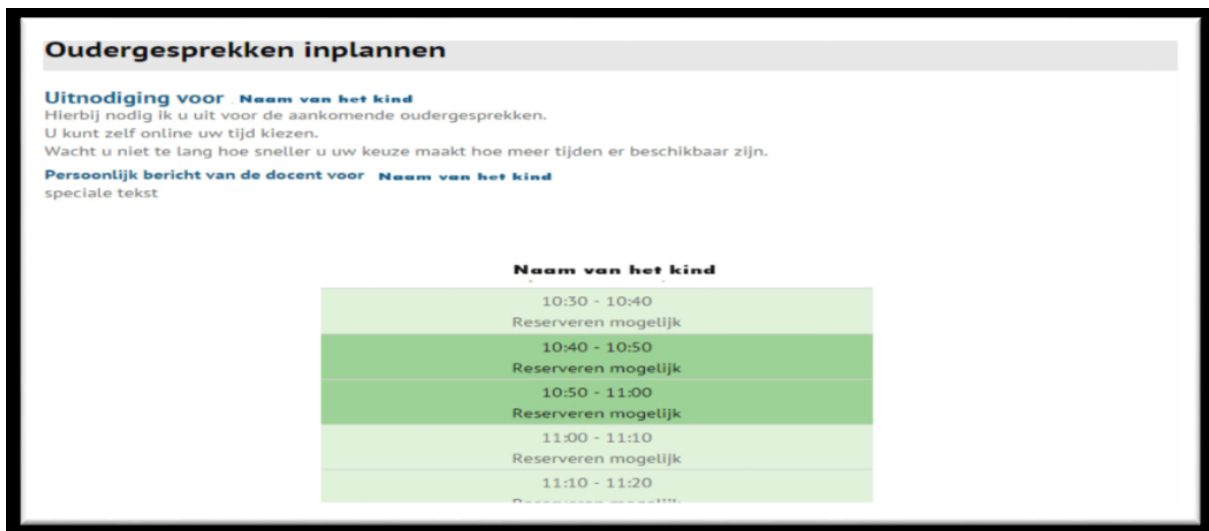 Oudergesprekken inplannen
Uitnodiging voor Naam van het kind
Hierbij nodig ik u uit voor de aankomende oudergesprekken.
U kunt zelf online uw tijd kiezen.
Wacht u niet te lang hoe sneller u uw keuze maakt hoe meer tijden er beschikbaar zijn.
Persoonlijk bericht van de docent voor Naam van het kind
speciale tekst
Naam van het kind
10:30 - 10:40
Reserveren mogelijk
10:40 - 10:50
Reserveren mogelijk
10:50 - 11:00
Reserveren mogelijk
11:00 - 11:10
Reserveren mogelijk
11:10 - 11:20